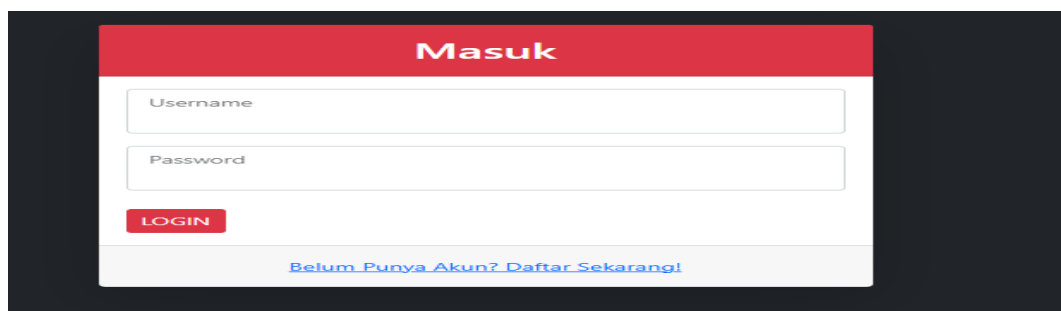 Masuk
Username
Password
LOGIN
Belum Punya Akun? Daftar Sekarang!